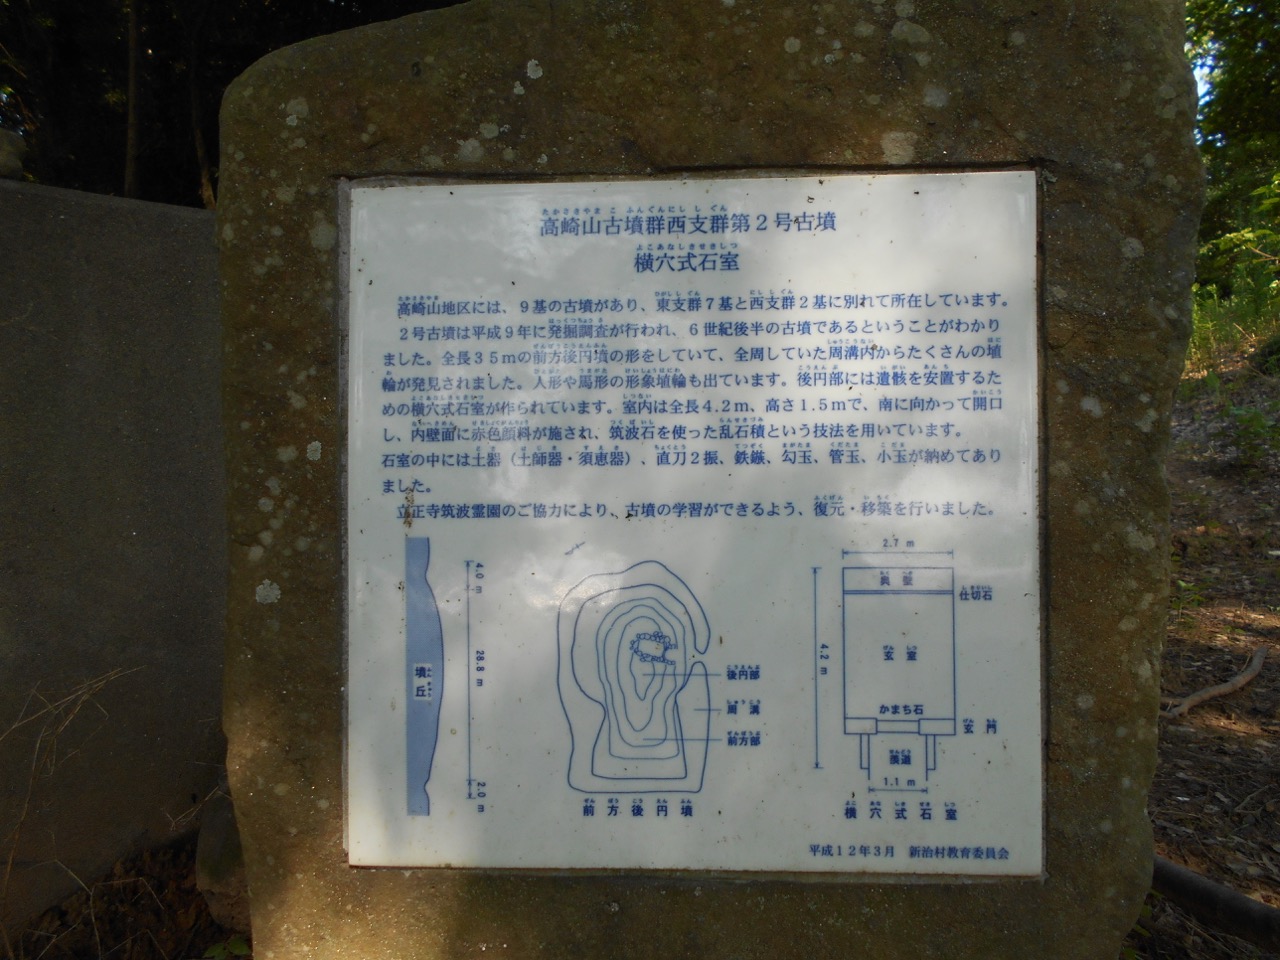 高崎山古墳群西支群第２号古墳
横穴式石室
高崎山地区には、９基の古墳があり、東支群７基と西支群２基に別れて所在しています。
２号古墳は平成９年に発掘調査が行われ、６世紀後半の古墳であるということがわかり
ました。全長３５ｍの前方後円墳の形をしていて、全周していた周溝内からたくさんの埴
輪が発見されました。人形や馬形の形象埴輪も出ています。後円部には遺骸を安置するた
めの横穴式石室が作られています。室内は全長４.２ｍ、高さ１.５ｍで、南に向かって開口
し、内壁面に赤色顔料が施され、筑波石を使った乱石積という技法を用いています。
石室の中には土器（土師器・須恵器）、直刀２振、鉄鏃、勾玉、管玉、小玉が納めてあり
ました。
立正寺筑波霊園のご協力により、古墳の学習ができるよう、復元・移築を行いました。
4.0 m
28.8 m
2.0 m
墳丘
後円部
周溝
前方部
前方後円墳
2.7 m
奥壁
仕切石
4.2 m
玄室
かまち石
玄門
羨道
1.1 m
横穴式石室
平成１２年３月　新治村教育委員会